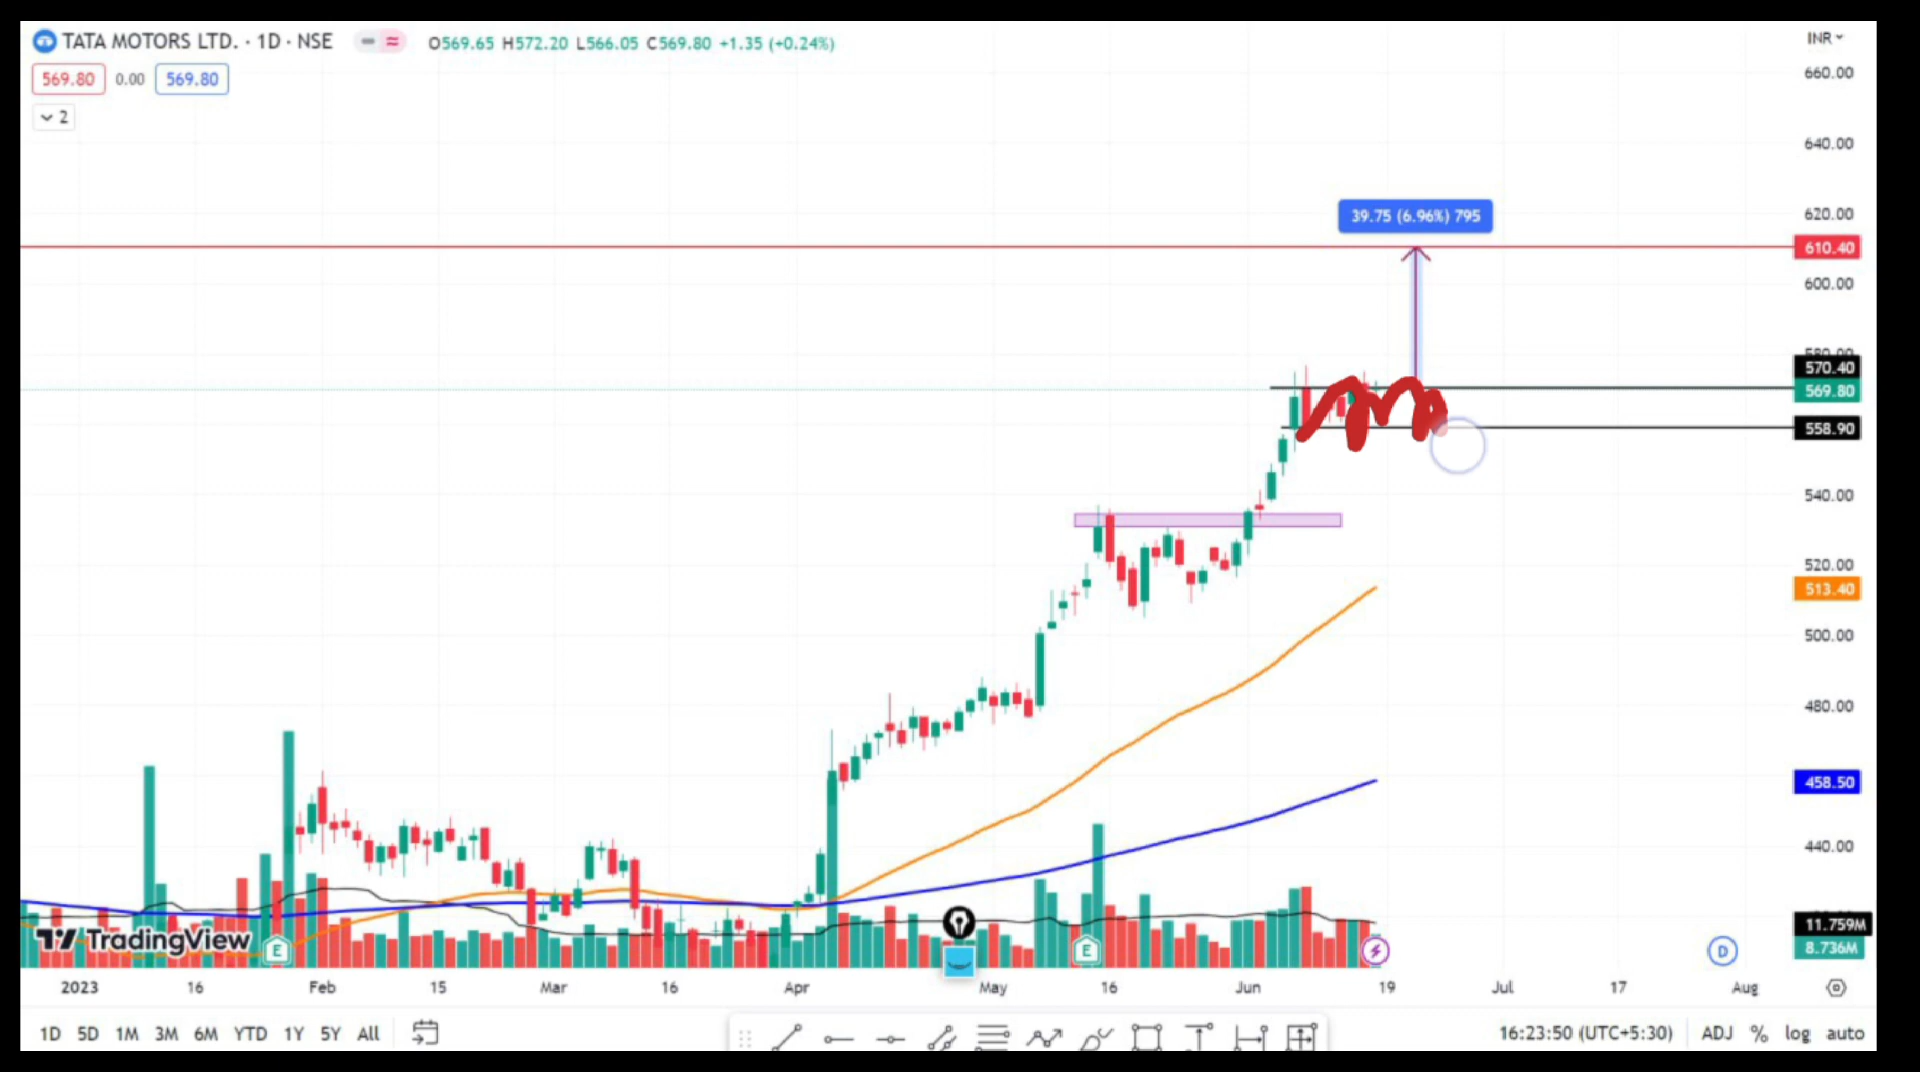 TATA MOTORS LTD. · 1D · NSE
O569.65 H572.20 L566.05 C569.80 +1.35 (+0.24%)
INR
569.80 0.00 569.80
2
660.00
640.00
39.75 (6.96%) 795
620.00
610.40
600.00
580.00
570.40
569.80
558.90
540.00
520.00
513.40
500.00
480.00
458.50
440.00
11.759M
8.736M
TradingView
E
E
D
2023 16 Feb 15 Mar 16 Apr May 16 Jun 19 Jul 17 Aug
1D 5D 1M 3M 6M YTD 1Y 5Y All
16:23:50 (UTC+5:30) ADJ % log auto